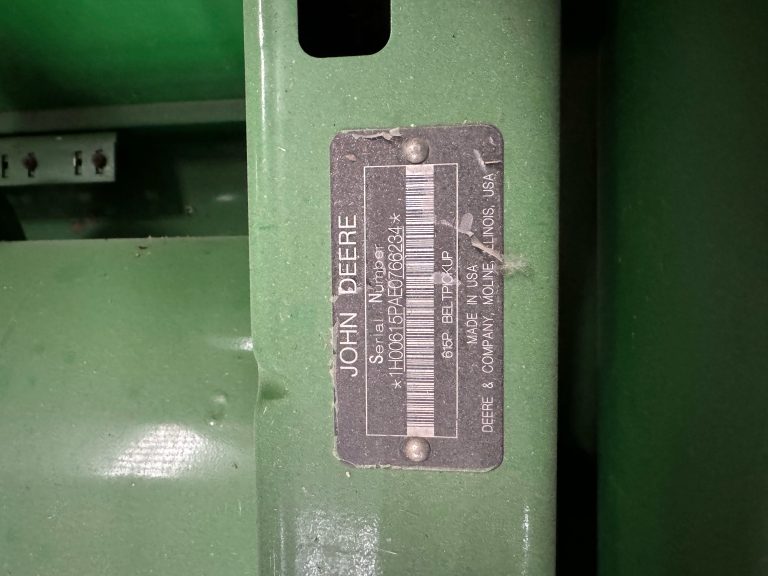 JOHN DEERE
Serial Number
*1H00615PAE0766234*
615P BELTPICKUP
MADE IN USA
DEERE & COMPANY, MOLINE, ILLINOIS, USA